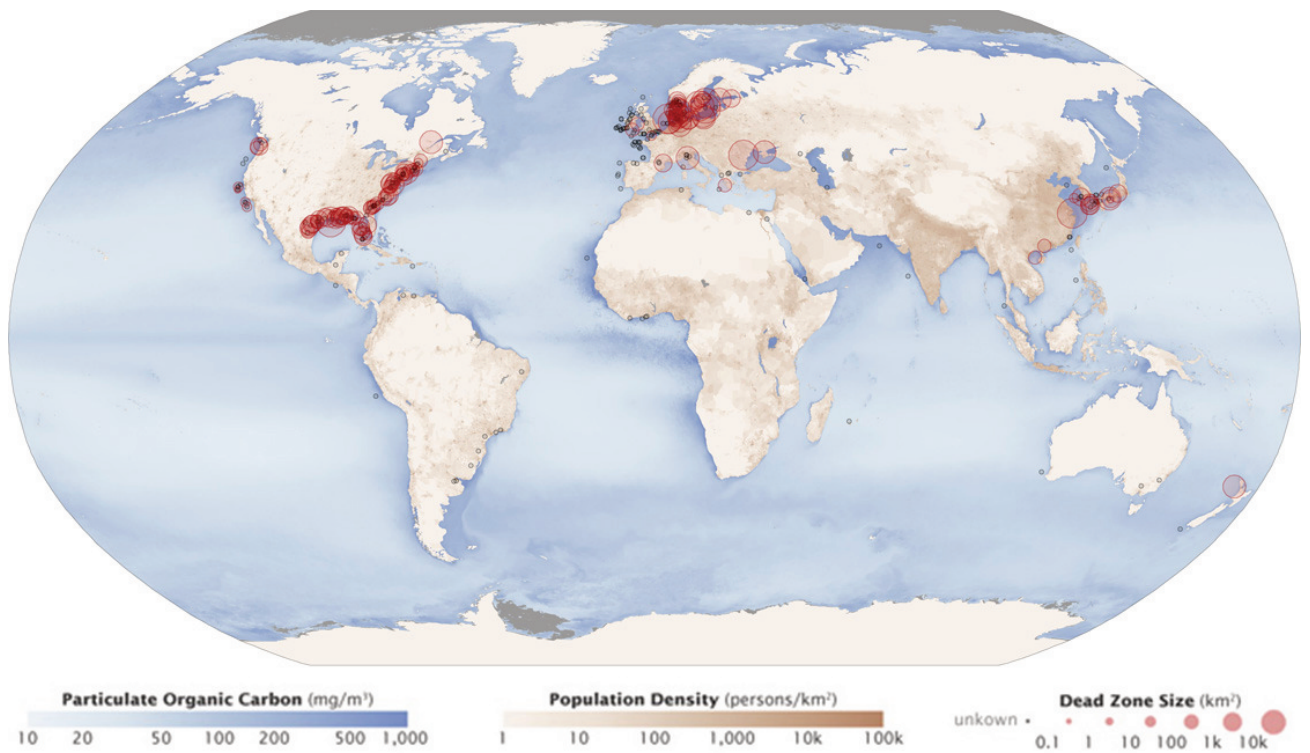 Particulate Organic Carbon (mg/m³)
10 20 50 100 200 500 1,000
Population Density (persons/km²)
1 10 100 1,000 10k 100k
Dead Zone Size (km²)
unkown
0.1 1 10 100 1k 10k